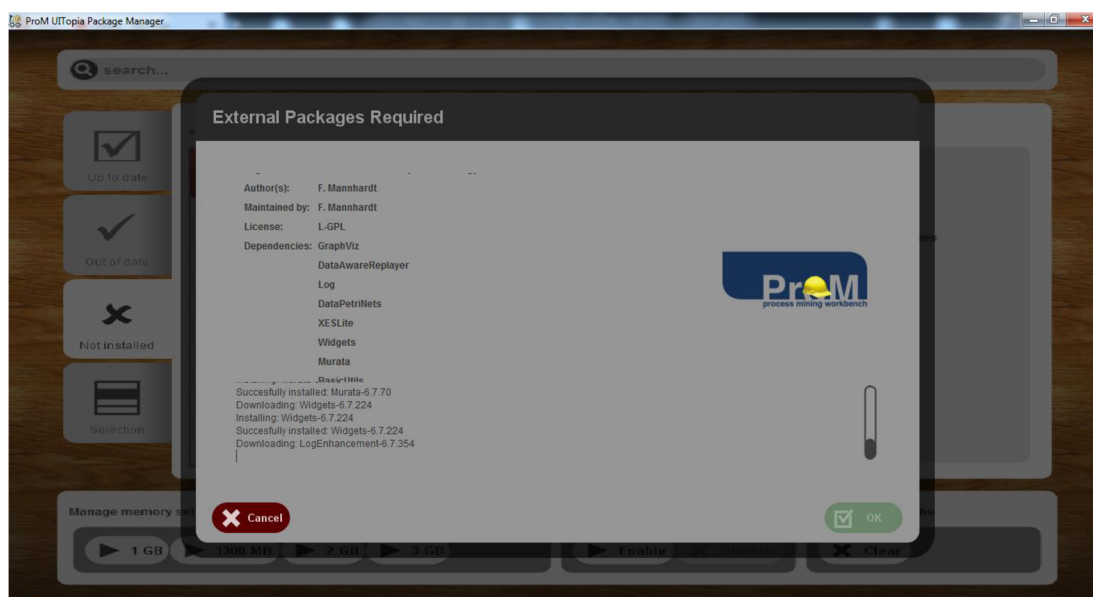 ProM UITopia Package Manager
search...
External Packages Required
Up to date
Out of date
Not installed
Selection
Author(s): F. Mannhardt
Maintained by: F. Mannhardt
License: L-GPL
Dependencies: GraphViz
DataAwareReplayer
Log
DataPetriNets
XESLite
Widgets
Murata
BasicUtils
Succesfully installed: Murata-6.7.70
Downloading: Widgets-6.7.224
Installing: Widgets-6.7.224
Succesfully installed: Widgets-6.7.224
Downloading: LogEnhancement-6.7.354
ProM
process mining workbench
Cancel
OK
Manage memory
1 GB
1300 MB
2 GB
3 GB
Enable
Disable
Clear